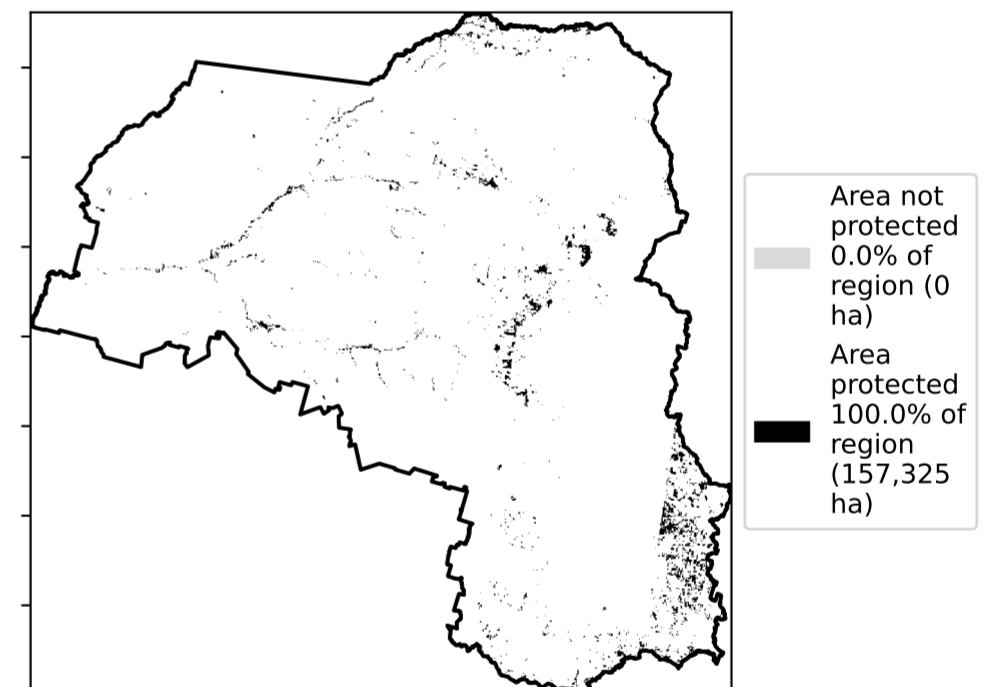 Area not
protected
0.0% of
region (0
ha)
Area
protected
100.0% of
region
(157,325
ha)